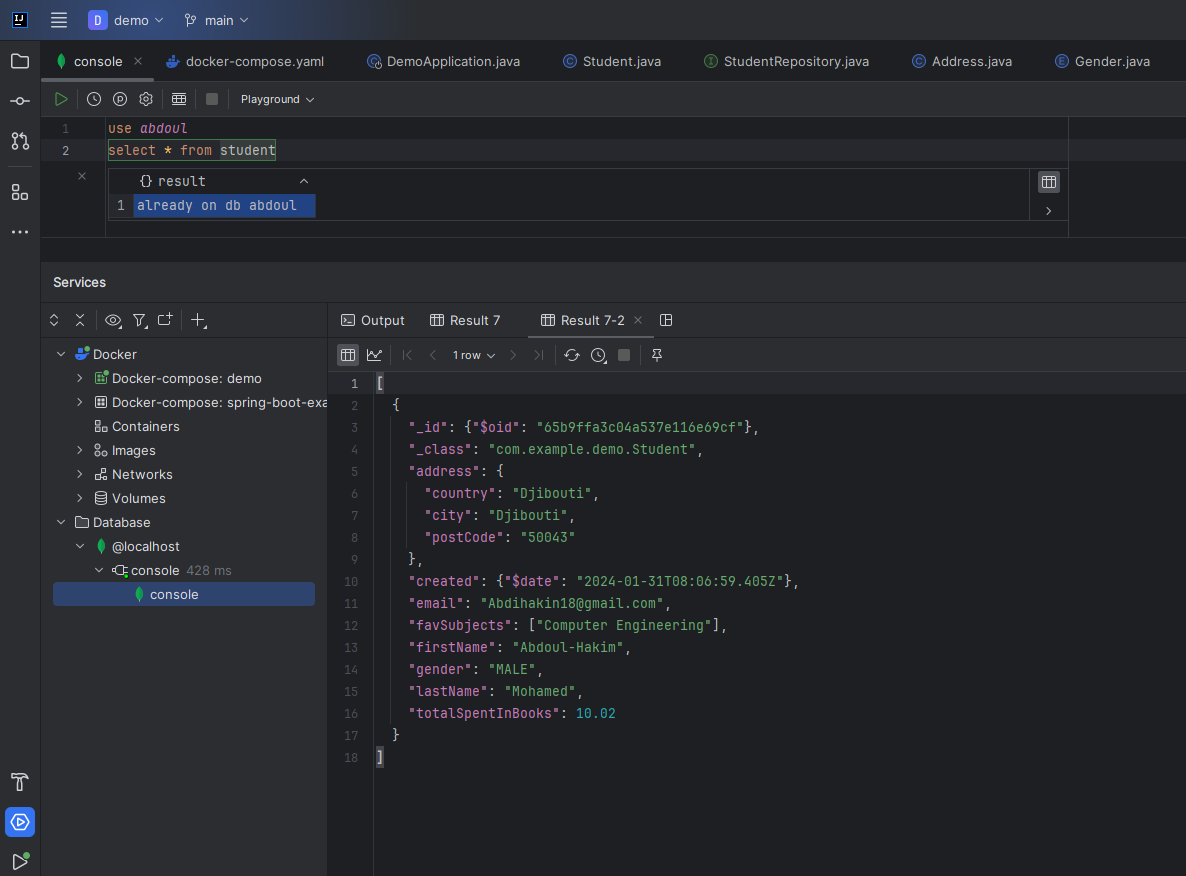 D demo main
console docker-compose.yaml DemoApplication.java Student.java StudentRepository.java Address.java Gender.java
Playground
1 use abdoul
2 select * from student
{} result
1 already on db abdoul
Services
Output Result 7 Result 7-2
1 row
Docker
Docker-compose: demo
Docker-compose: spring-boot-exa
Containers
Images
Networks
Volumes
Database
@localhost
console 428 ms
console
1 [
2 {
3 "_id": {"$oid": "65b9ffa3c04a537e116e69cf"},
4 "_class": "com.example.demo.Student",
5 "address": {
6 "country": "Djibouti",
7 "city": "Djibouti",
8 "postCode": "50043"
9 },
10 "created": {"$date": "2024-01-31T08:06:59.405Z"},
11 "email": "Abdihakin18@gmail.com",
12 "favSubjects": ["Computer Engineering"],
13 "firstName": "Abdoul-Hakim",
14 "gender": "MALE",
15 "lastName": "Mohamed",
16 "totalSpentInBooks": 10.02
17 }
18 ]